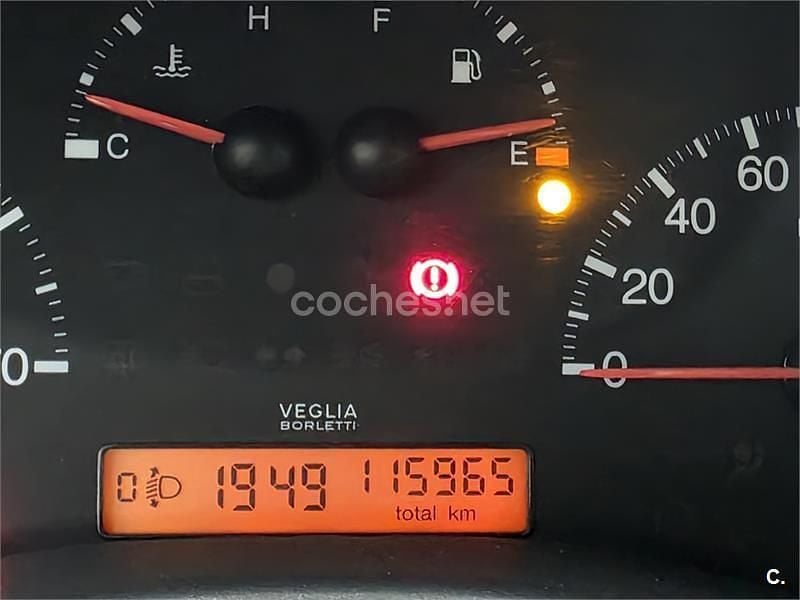 H F
C
E
60
40
20
0
0
coches.net
VEGLIA
BORLETTI
0 1949 115965
total km
c.